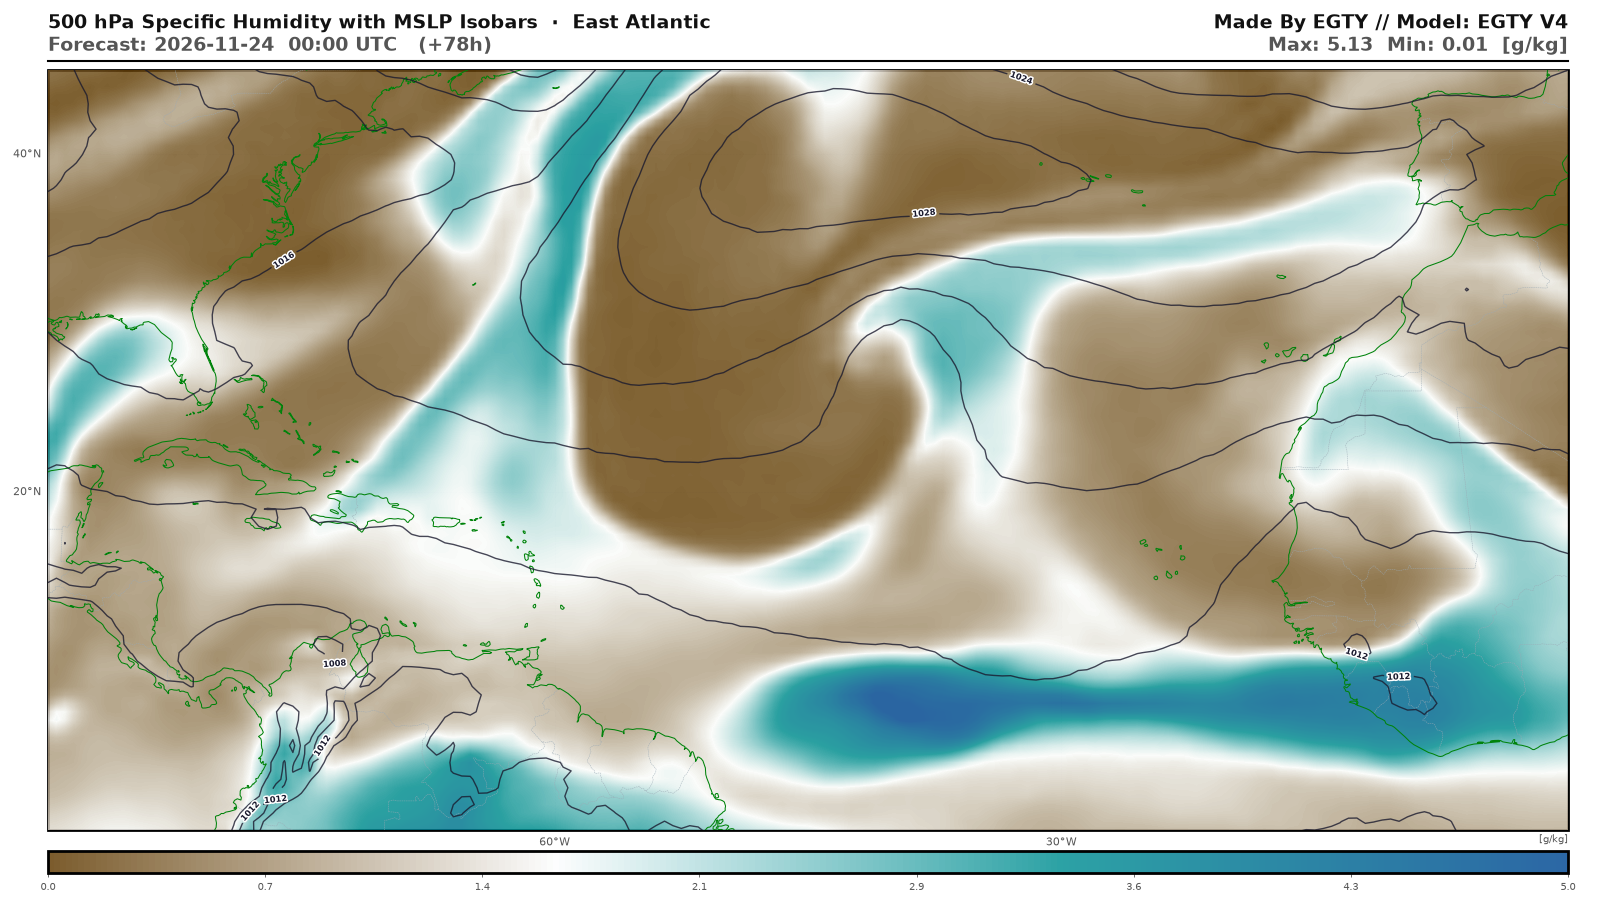 500 hPa Specific Humidity with MSLP Isobars · East Atlantic
Made By EGTY // Model: EGTY V4
Forecast: 2026-11-24 00:00 UTC (+78h)
Max: 5.13 Min: 0.01 [g/kg]
1024
40°N
1028
1016
20°N
1012
1008
1012
1012
1012
1012
60°W
30°W
[g/kg]
0.0
0.7
1.4
2.1
2.9
3.6
4.3
5.0